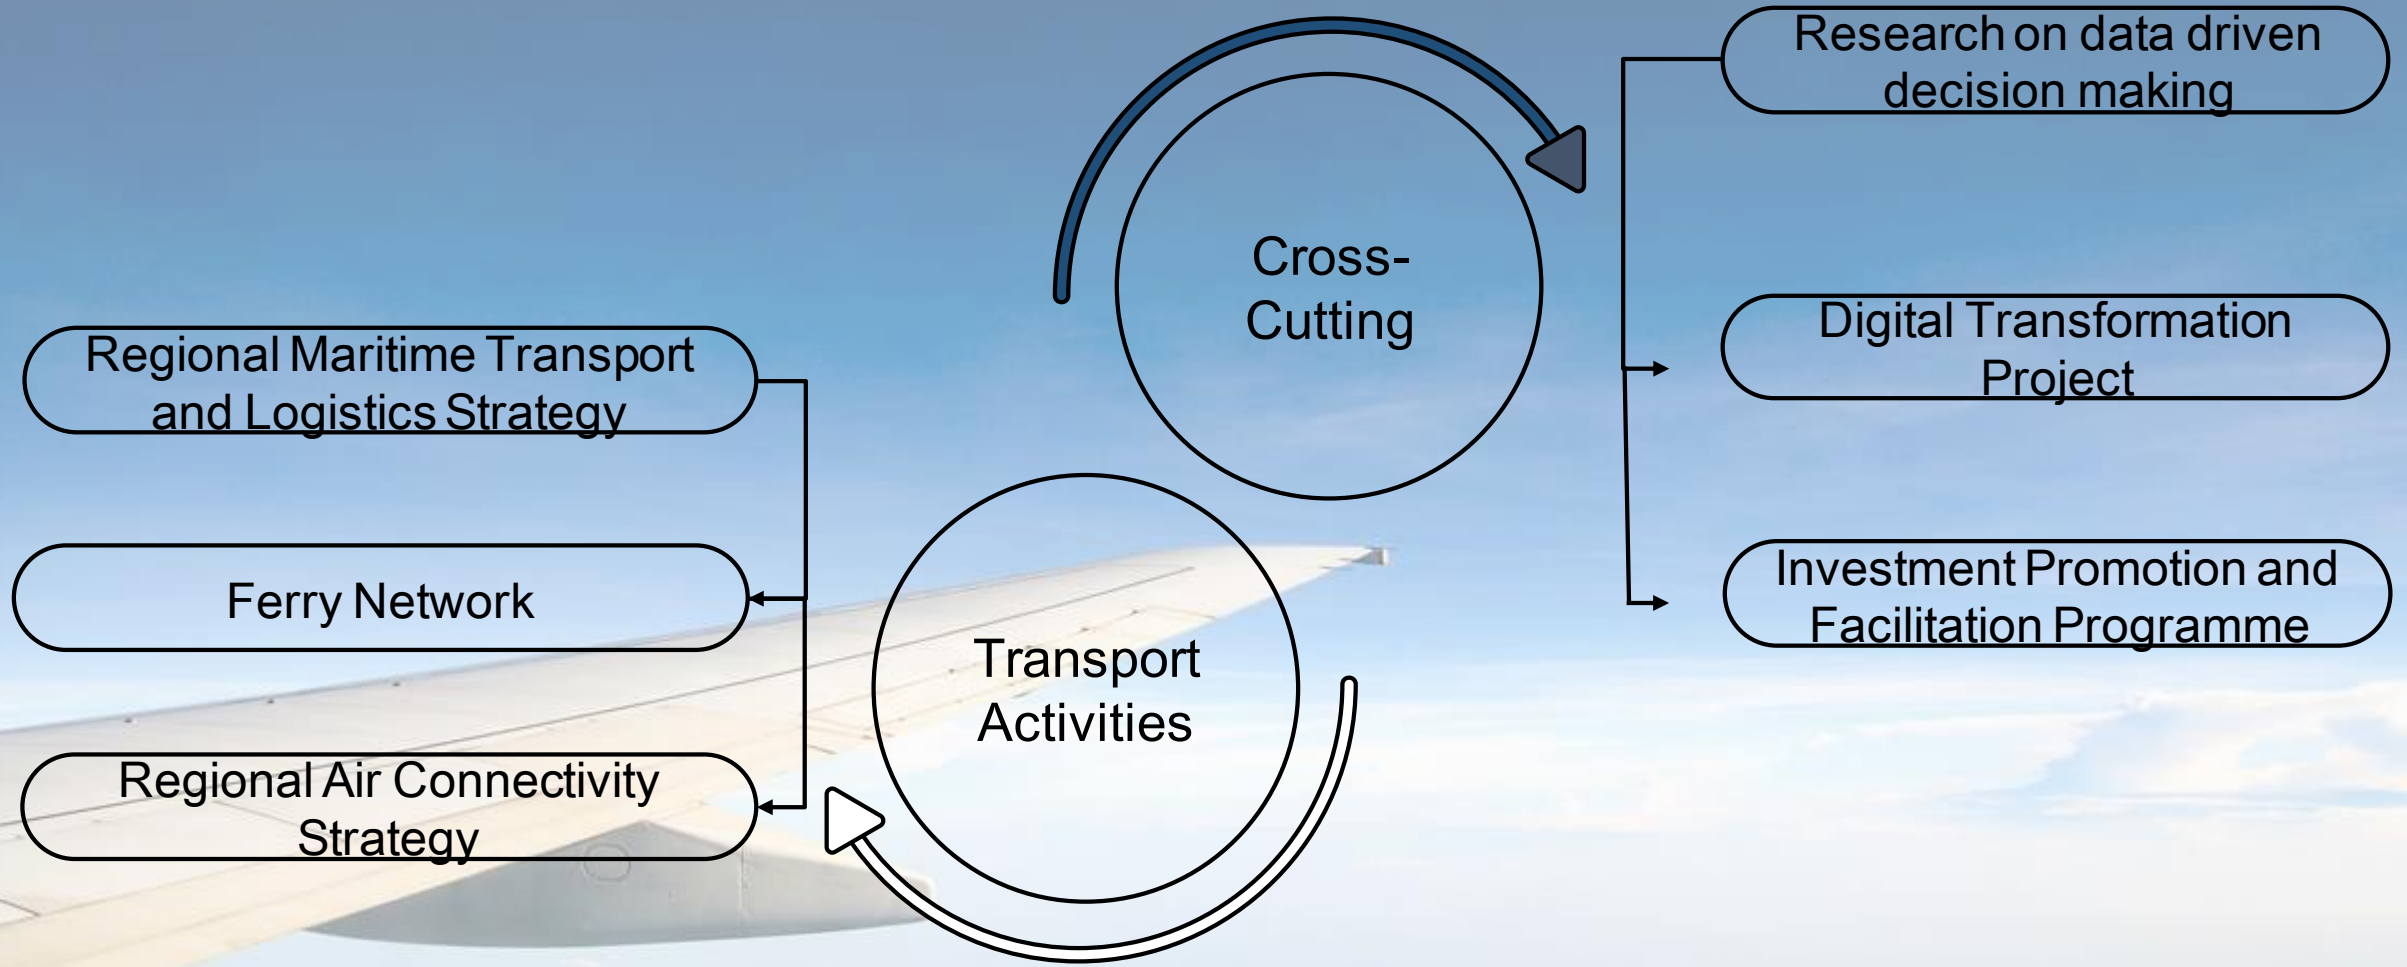 Research on data driven
decision making
Cross-
Cutting
Digital Transformation
Project
Investment Promotion and
Facilitation Programme
Regional Maritime Transport
and Logistics Strategy
Ferry Network
Regional Air Connectivity
Strategy
Transport
Activities